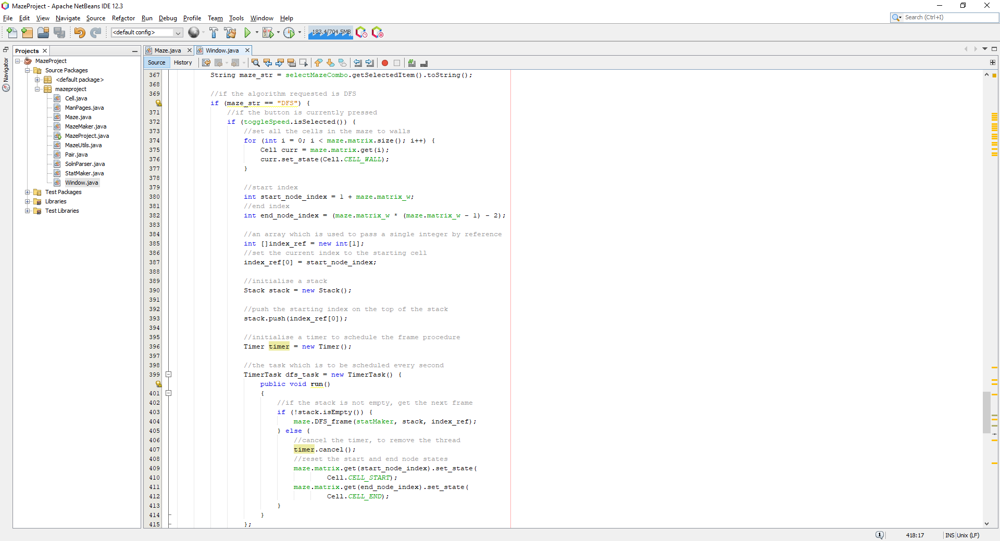 MazeProject - Apache NetBeans IDE 12.3
File Edit View Navigate Source Refactor Run Debug Profile Team Tools Window Help
Search (Ctrl+I)
<default config>
183.4/704.5MB
Projects
Navigator
MazeProject
Source Packages
<default package>
mazeproject
Cell.java
ManPages.java
Maze.java
MazeMaker.java
MazeProject.java
MazeUtils.java
Pair.java
SolnParser.java
StatMaker.java
Window.java
Test Packages
Libraries
Test Libraries
Maze.java Window.java
Source History
367 String maze_str = selectMazeCombo.getSelectedItem().toString();
368
369 //if the algorithm requested is DFS
if (maze_str == "DFS") {
371 //if the button is currently pressed
372 if (toggleSpeed.isSelected()) {
373 //set all the cells in the maze to walls
374 for (int i = 0; i < maze.matrix.size(); i++) {
375 Cell curr = maze.matrix.get(i);
376 curr.set_state(Cell.CELL_WALL);
377 }
378
379 //start index
380 int start_node_index = 1 + maze.matrix_w;
381 //end index
382 int end_node_index = (maze.matrix_w * (maze.matrix_w - 1) - 2);
383
384 //an array which is used to pass a single integer by reference
385 int []index_ref = new int[1];
386 //set the current index to the starting cell
387 index_ref[0] = start_node_index;
388
389 //initialise a stack
390 Stack stack = new Stack();
391
392 //push the starting index on the top of the stack
393 stack.push(index_ref[0]);
394
395 //initialise a timer to schedule the frame procedure
396 Timer timer = new Timer();
397
398 //the task which is to be scheduled every second
399 TimerTask dfs_task = new TimerTask() {
public void run()
401 {
402 //if the stack is not empty, get the next frame
403 if (!stack.isEmpty()) {
404 maze.DFS_frame(statMaker, stack, index_ref);
405 } else {
406 //cancel the timer, to remove the thread
407 timer.cancel();
408 //reset the start and end node states
409 maze.matrix.get(start_node_index).set_state(
410 Cell.CELL_START);
411 maze.matrix.get(end_node_index).set_state(
412 Cell.CELL_END);
413 }
414 }
415 };
418:17 INS Unix (LF)